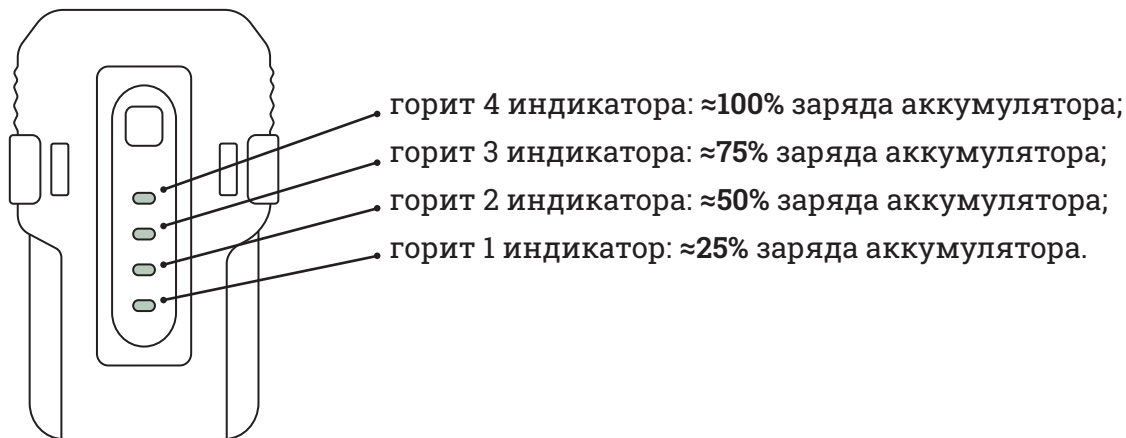 горит 4 индикатора: ≈100% заряда аккумулятора;
горит 3 индикатора: ≈75% заряда аккумулятора;
горит 2 индикатора: ≈50% заряда аккумулятора;
горит 1 индикатор: ≈25% заряда аккумулятора.